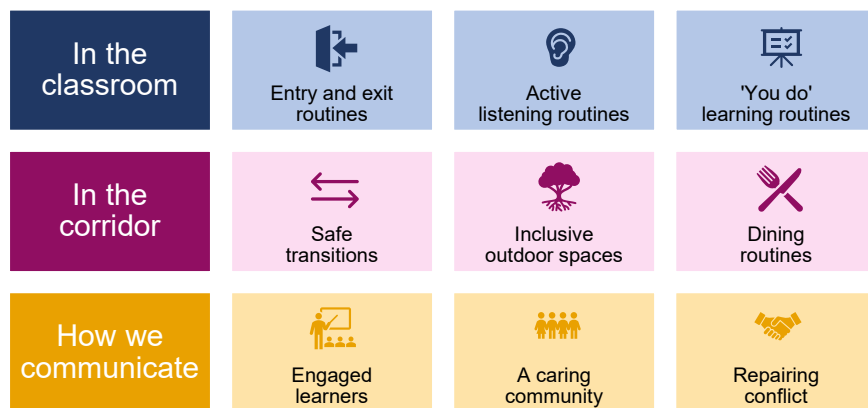 In the
classroom
Entry and exit
routines
Active
listening routines
'You do'
learning routines
In the
corridor
Safe
transitions
Inclusive
outdoor spaces
Dining
routines
How we
communicate
Engaged
learners
A caring
community
Repairing
conflict